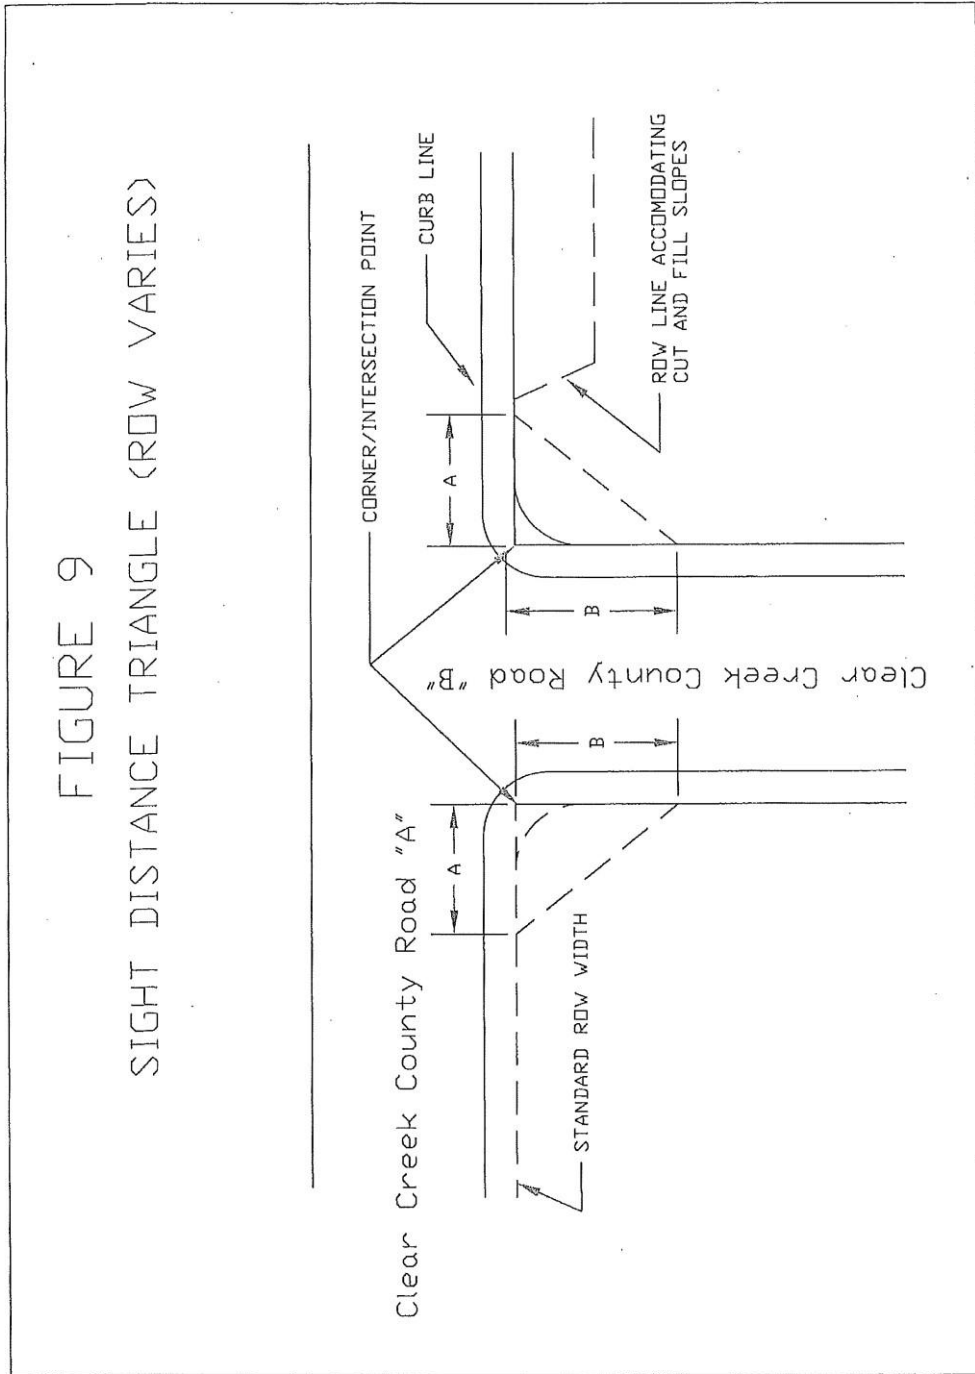 FIGURE 9
SIGHT DISTANCE TRIANGLE (ROW VARIES)
CORNER/INTERSECTION POINT
Clear Creek County Road "A"
CURB LINE
A
A
B
B
Clear Creek County Road "B"
STANDARD ROW WIDTH
ROW LINE ACCOMODATING
CUT AND FILL SLOPES